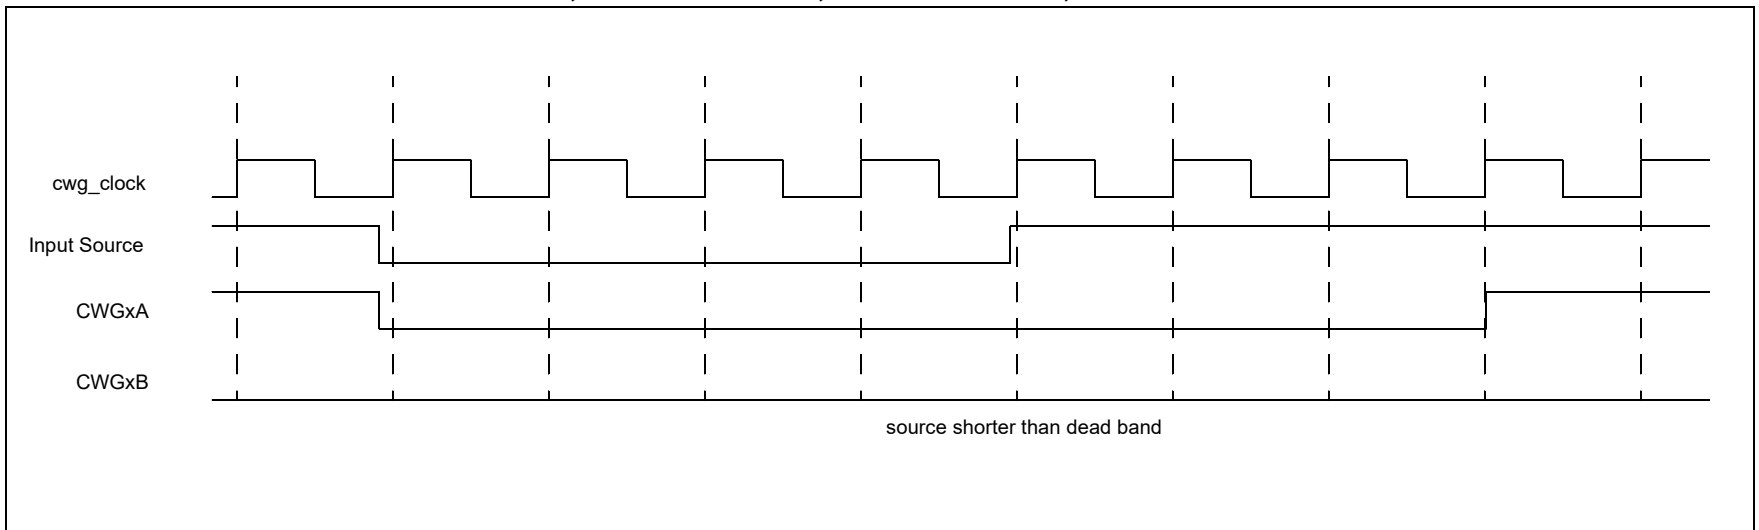 cwg_clock
Input Source
CWGxA
CWGxB
source shorter than dead band